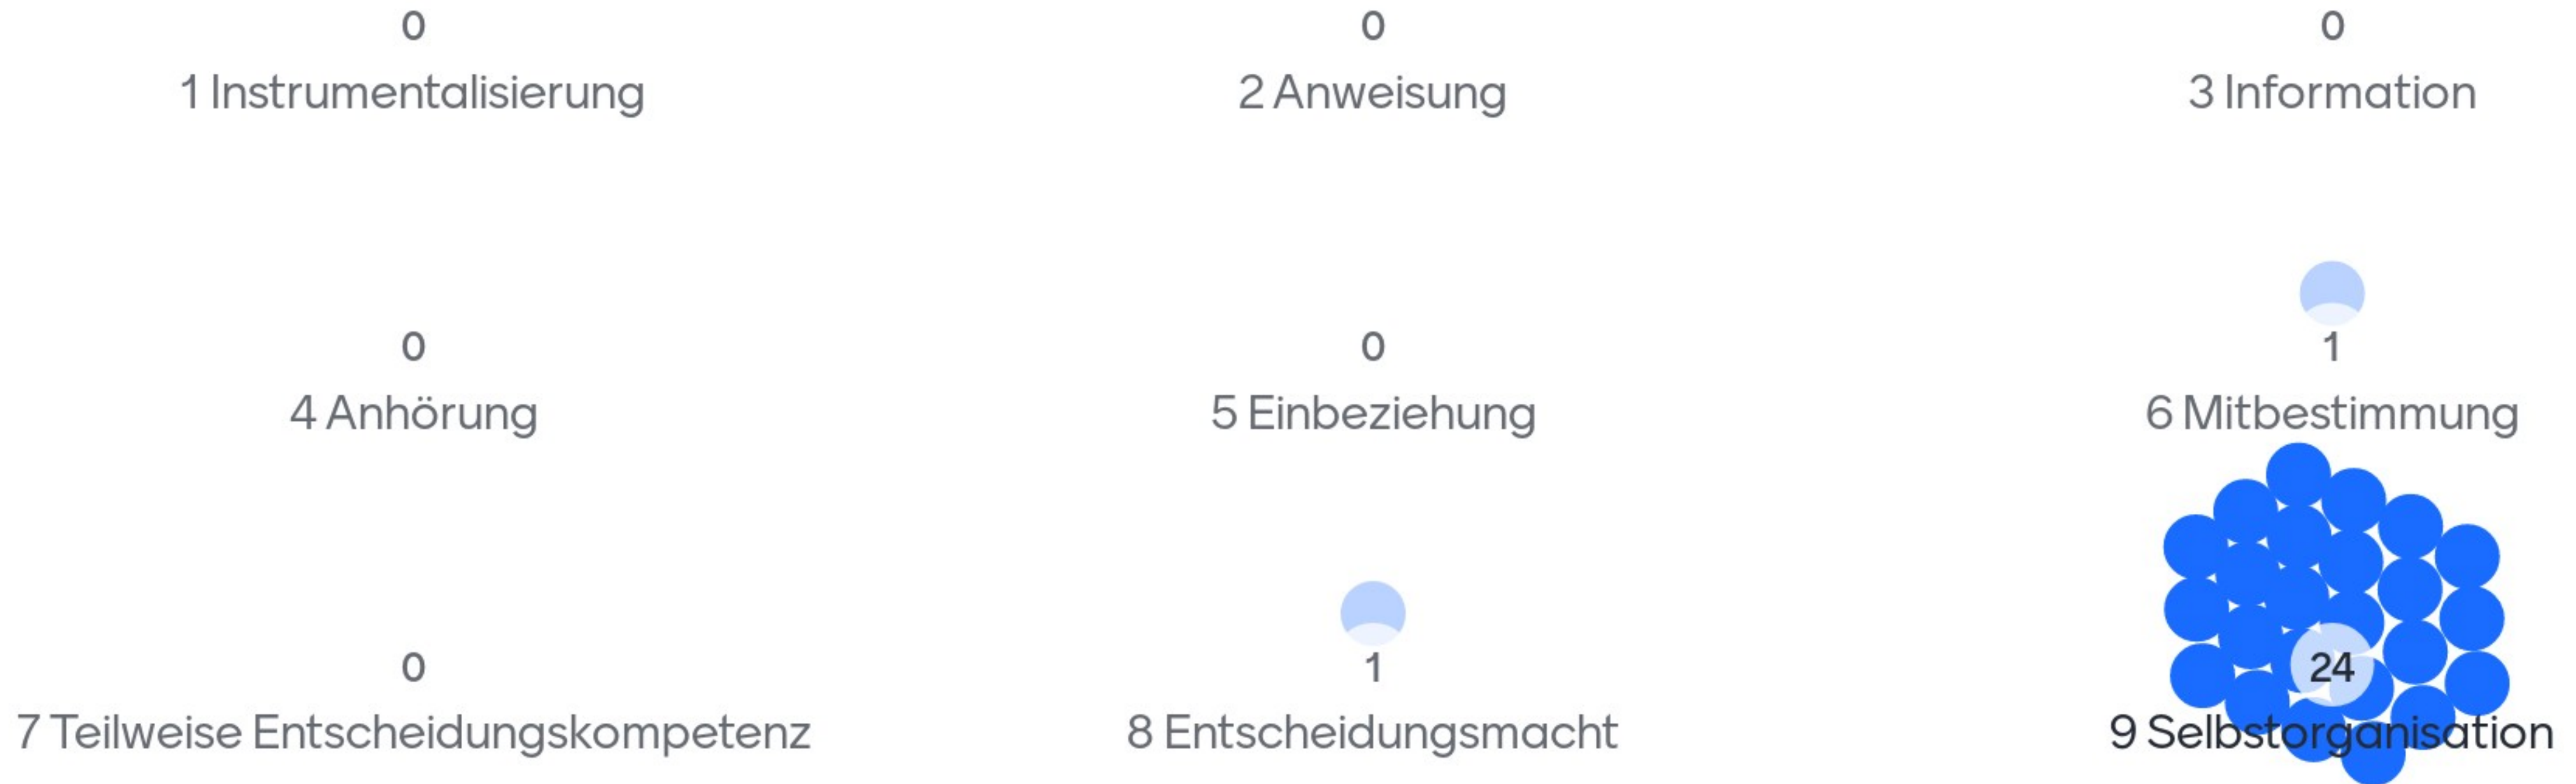 0
1 Instrumentalisierung
0
2 Anweisung
0
3 Information
0
4 Anhörung
0
5 Einbeziehung
1
6 Mitbestimmung
0
7 Teilweise Entscheidungskompetenz
1
8 Entscheidungsmacht
24
9 Selbstorganisation